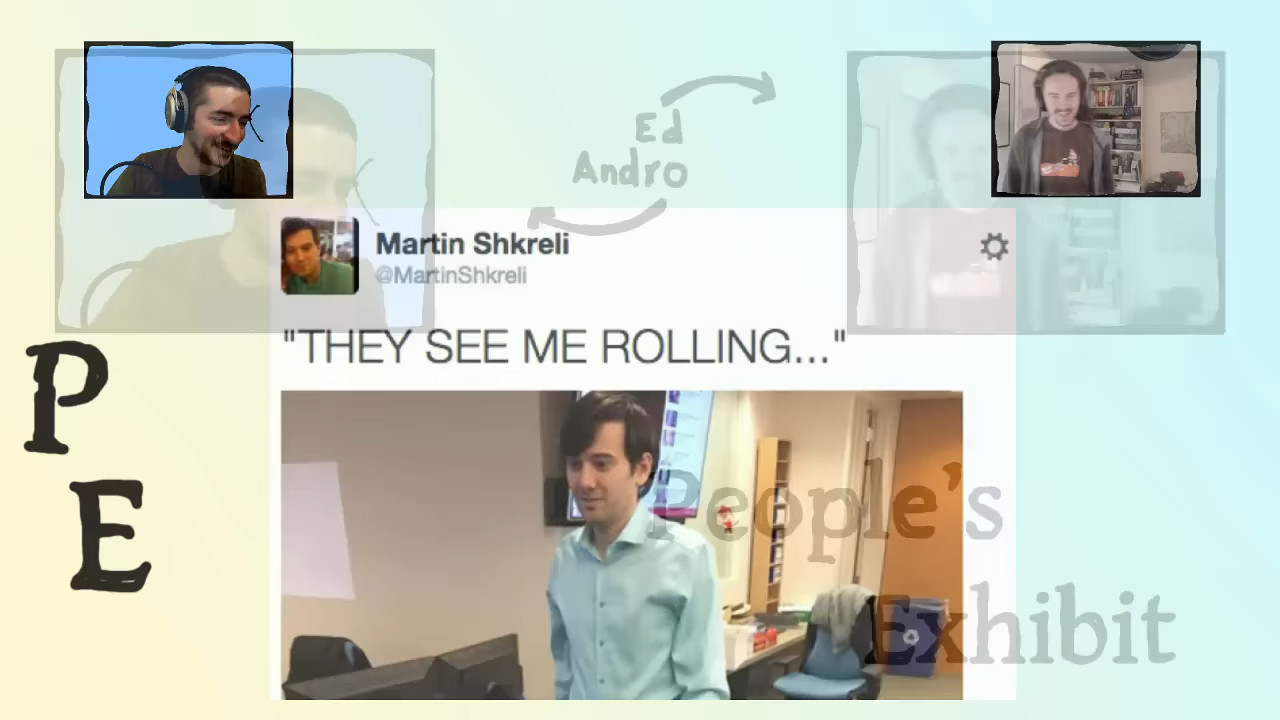 Ed
Andro
Martin Shkreli
@MartinShkreli
"THEY SEE ME ROLLING..."
P
E
People's
Exhibit